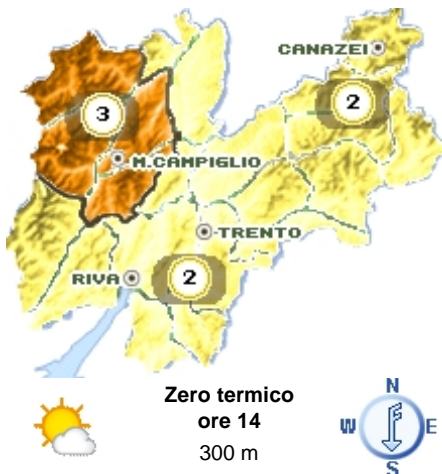 CANAZEI
3
2
M.CAMPIGLIO
TRENTO
RIVA
2
Zero termico
ore 14
300 m
N
W E
S